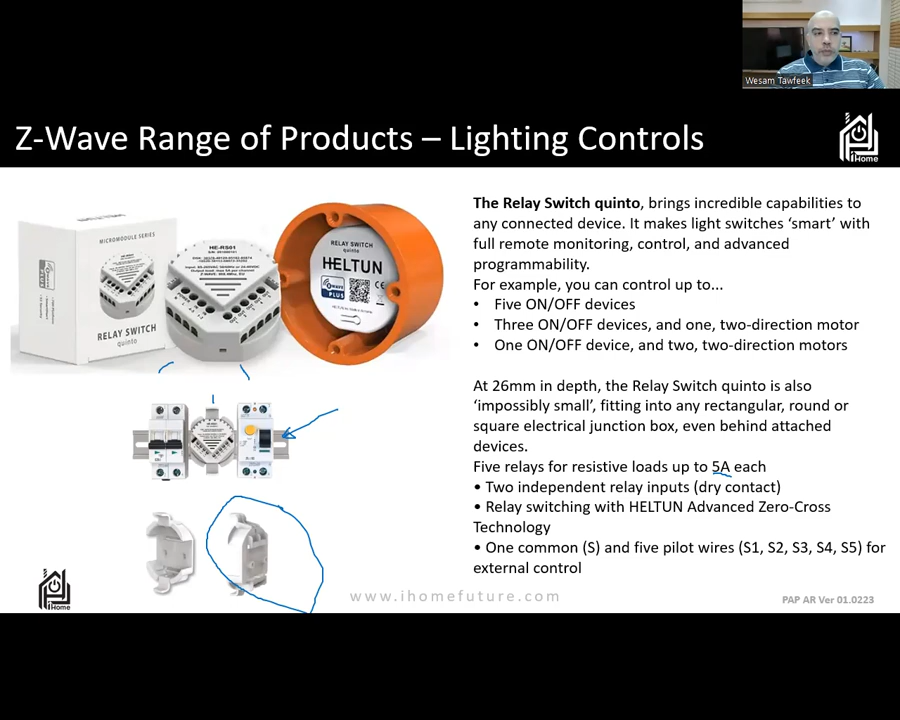 Wesam Tawfeek
Z-Wave Range of Products – Lighting Controls
iHome
MICROMODULE SERIES
RELAY SWITCH
quinto
HE-RS01
RELAY SWITCH
quinto
HELTUN
WAVE
PLUS
The Relay Switch quinto, brings incredible capabilities to
any connected device. It makes light switches ‘smart’ with
full remote monitoring, control, and advanced
programmability.
For example, you can control up to...
• Five ON/OFF devices
• Three ON/OFF devices, and one, two-direction motor
• One ON/OFF device, and two, two-direction motors
At 26mm in depth, the Relay Switch quinto is also
‘impossibly small’, fitting into any rectangular, round or
square electrical junction box, even behind attached
devices.
Five relays for resistive loads up to 5A each
• Two independent relay inputs (dry contact)
• Relay switching with HELTUN Advanced Zero-Cross
Technology
• One common (S) and five pilot wires (S1, S2, S3, S4, S5) for
external control
iHome
www.ihomefuture.com
PAP AR Ver 01.0223